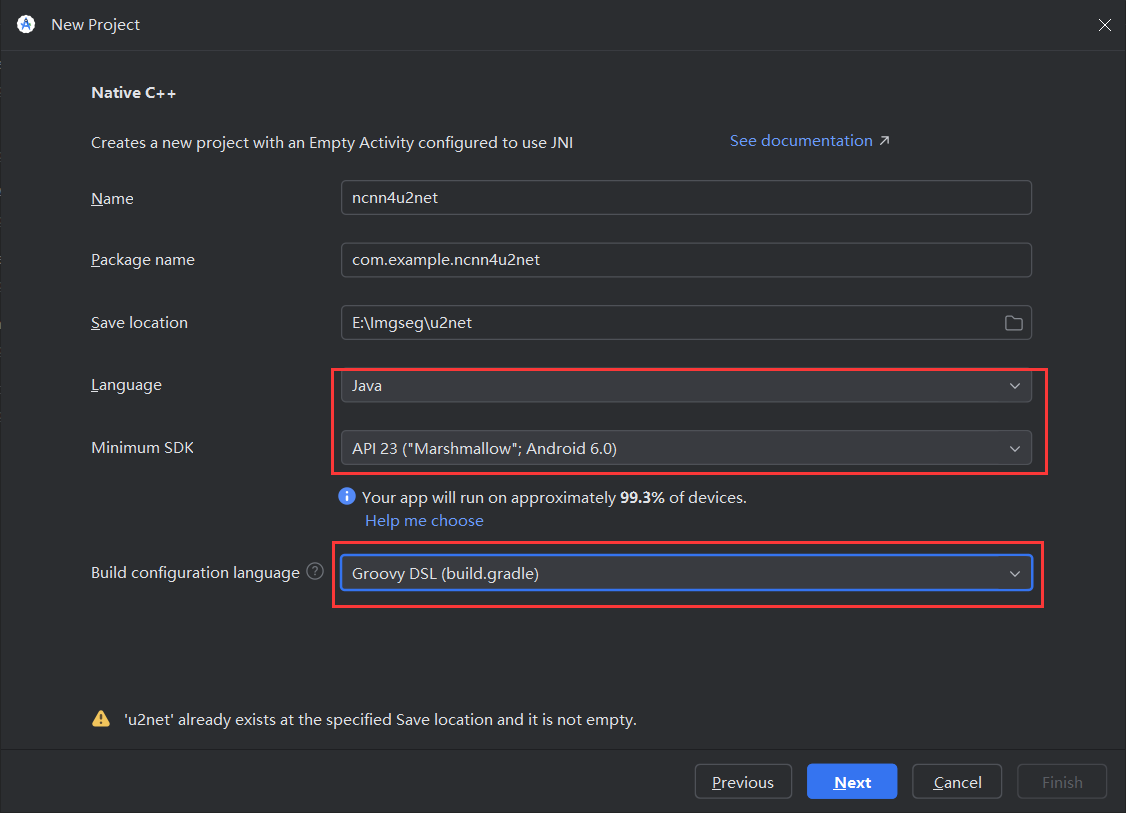 New Project
Native C++
Creates a new project with an Empty Activity configured to use JNI
See documentation ↗
Name
ncnn4u2net
Package name
com.example.ncnn4u2net
Save location
E:\Imgseg\u2net
Language
Java
Minimum SDK
API 23 ("Marshmallow"; Android 6.0)
Your app will run on approximately 99.3% of devices.
Help me choose
Build configuration language ?
Groovy DSL (build.gradle)
'u2net' already exists at the specified Save location and it is not empty.
Previous
Next
Cancel
Finish